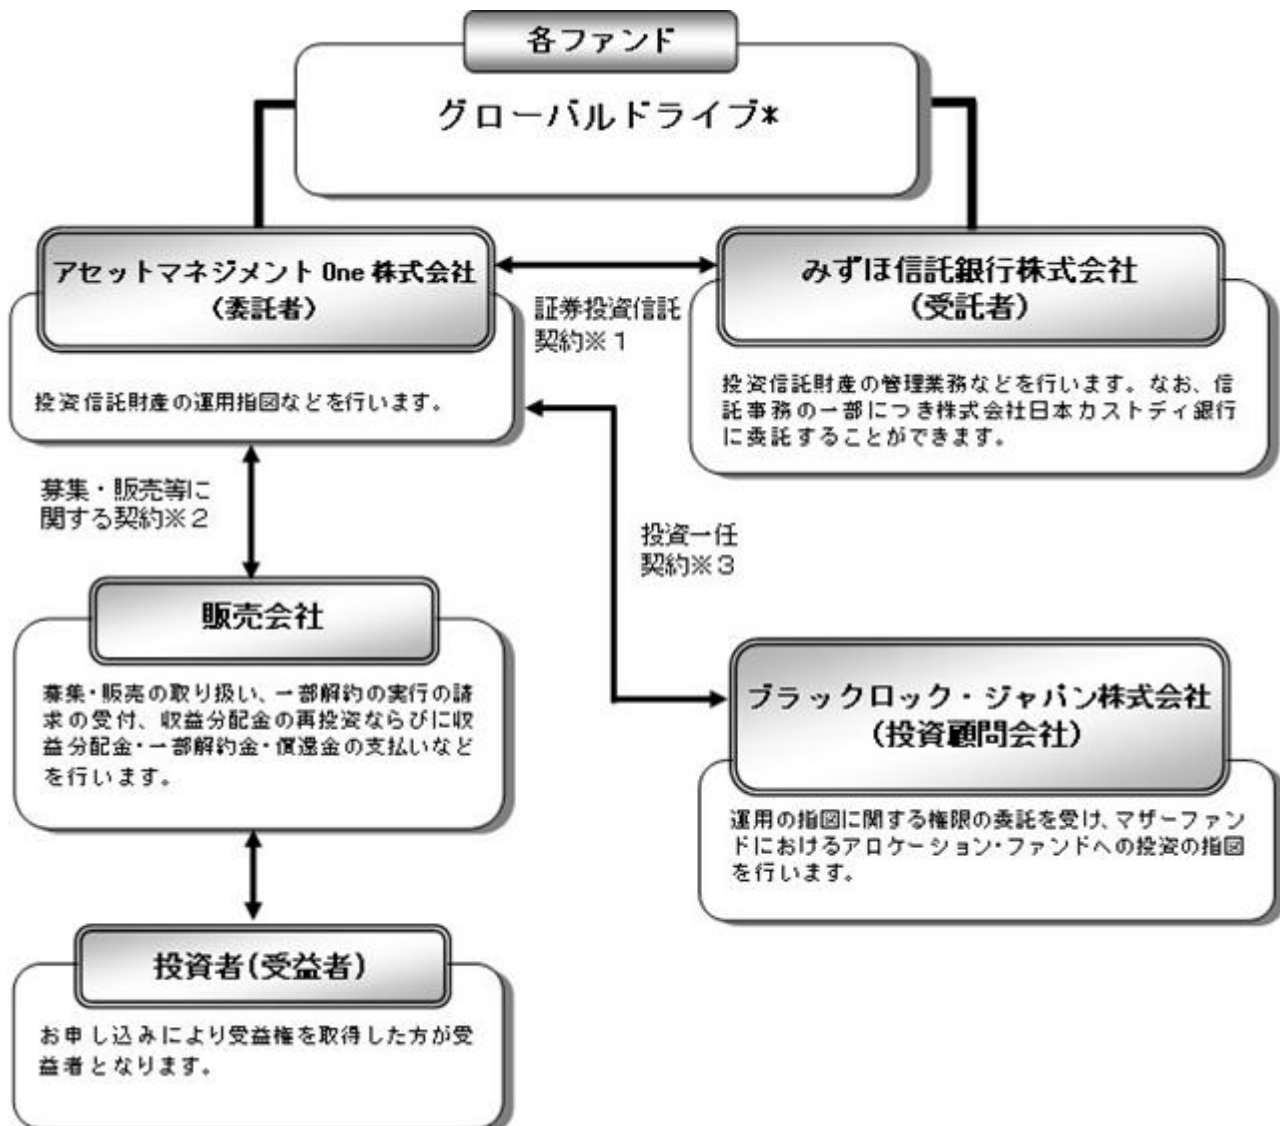 各ファンド
グローバルドライブ*
アセットマネジメント One 株式会社
（委託者）
投資信託財産の運用指図などを行います。
証券投資信託
契約※１
みずほ信託銀行株式会社
(受託者)
投資信託財産の管理業務などを行います。なお、信
託事務の一部につき株式会社日本カストディ銀行
に委託することができます。
募集・販売等に
関する契約※２
投資一任
契約※３
販売会社
募集・販売の取り扱い、一部解約の実行の請
求の受付、収益分配金の再投資ならびに収
益分配金・一部解約金・償還金の支払いなど
を行います。
ブラックロック・ジャパン株式会社
(投資顧問会社)
運用の指図に関する権限の委託を受け、マザーファン
ドにおけるアロケーション・ファンドへの投資の指図
を行います。
投資者(受益者)
お申し込みにより受益権を取得した方が受
益者となります。